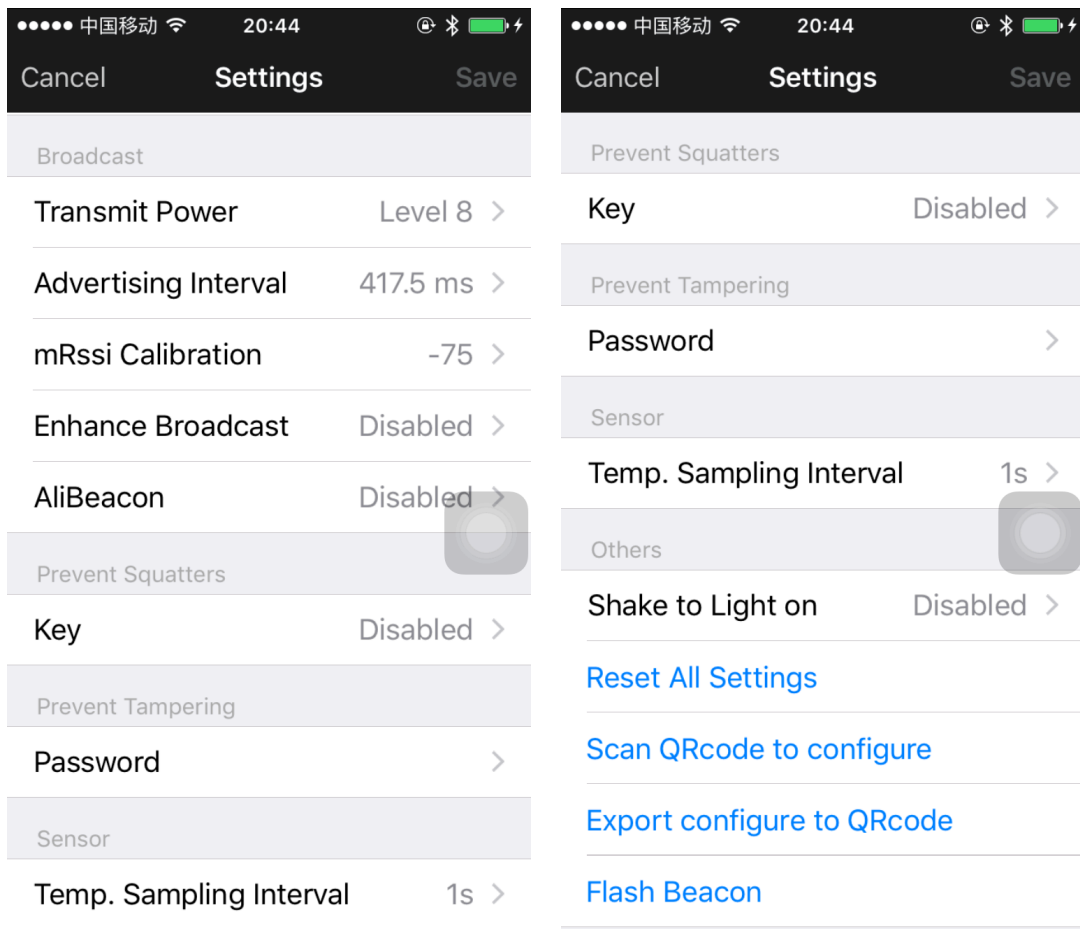 中国移动 20:44
Cancel Settings Save
Broadcast
Transmit Power Level 8
Advertising Interval 417.5 ms
mRssi Calibration -75
Enhance Broadcast Disabled
AliBeacon Disabled
Prevent Squatters
Key Disabled
Prevent Tampering
Password
Sensor
Temp. Sampling Interval 1s
中国移动 20:44
Cancel Settings Save
Prevent Squatters
Key Disabled
Prevent Tampering
Password
Sensor
Temp. Sampling Interval 1s
Others
Shake to Light on Disabled
Reset All Settings
Scan QRcode to configure
Export configure to QRcode
Flash Beacon